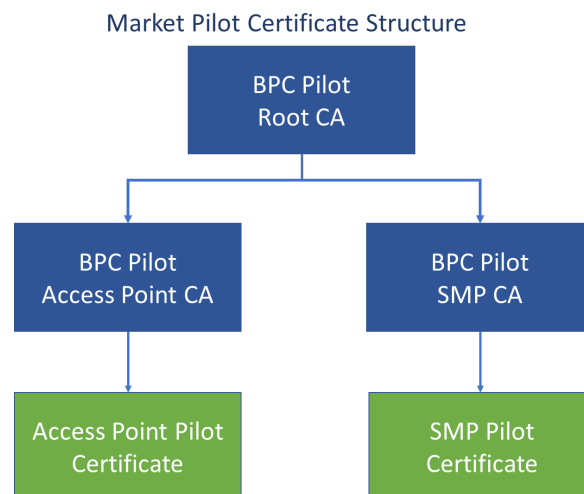 Market Pilot Certificate Structure
BPC Pilot
Root CA
BPC Pilot
Access Point CA
BPC Pilot
SMP CA
Access Point Pilot
Certificate
SMP Pilot
Certificate